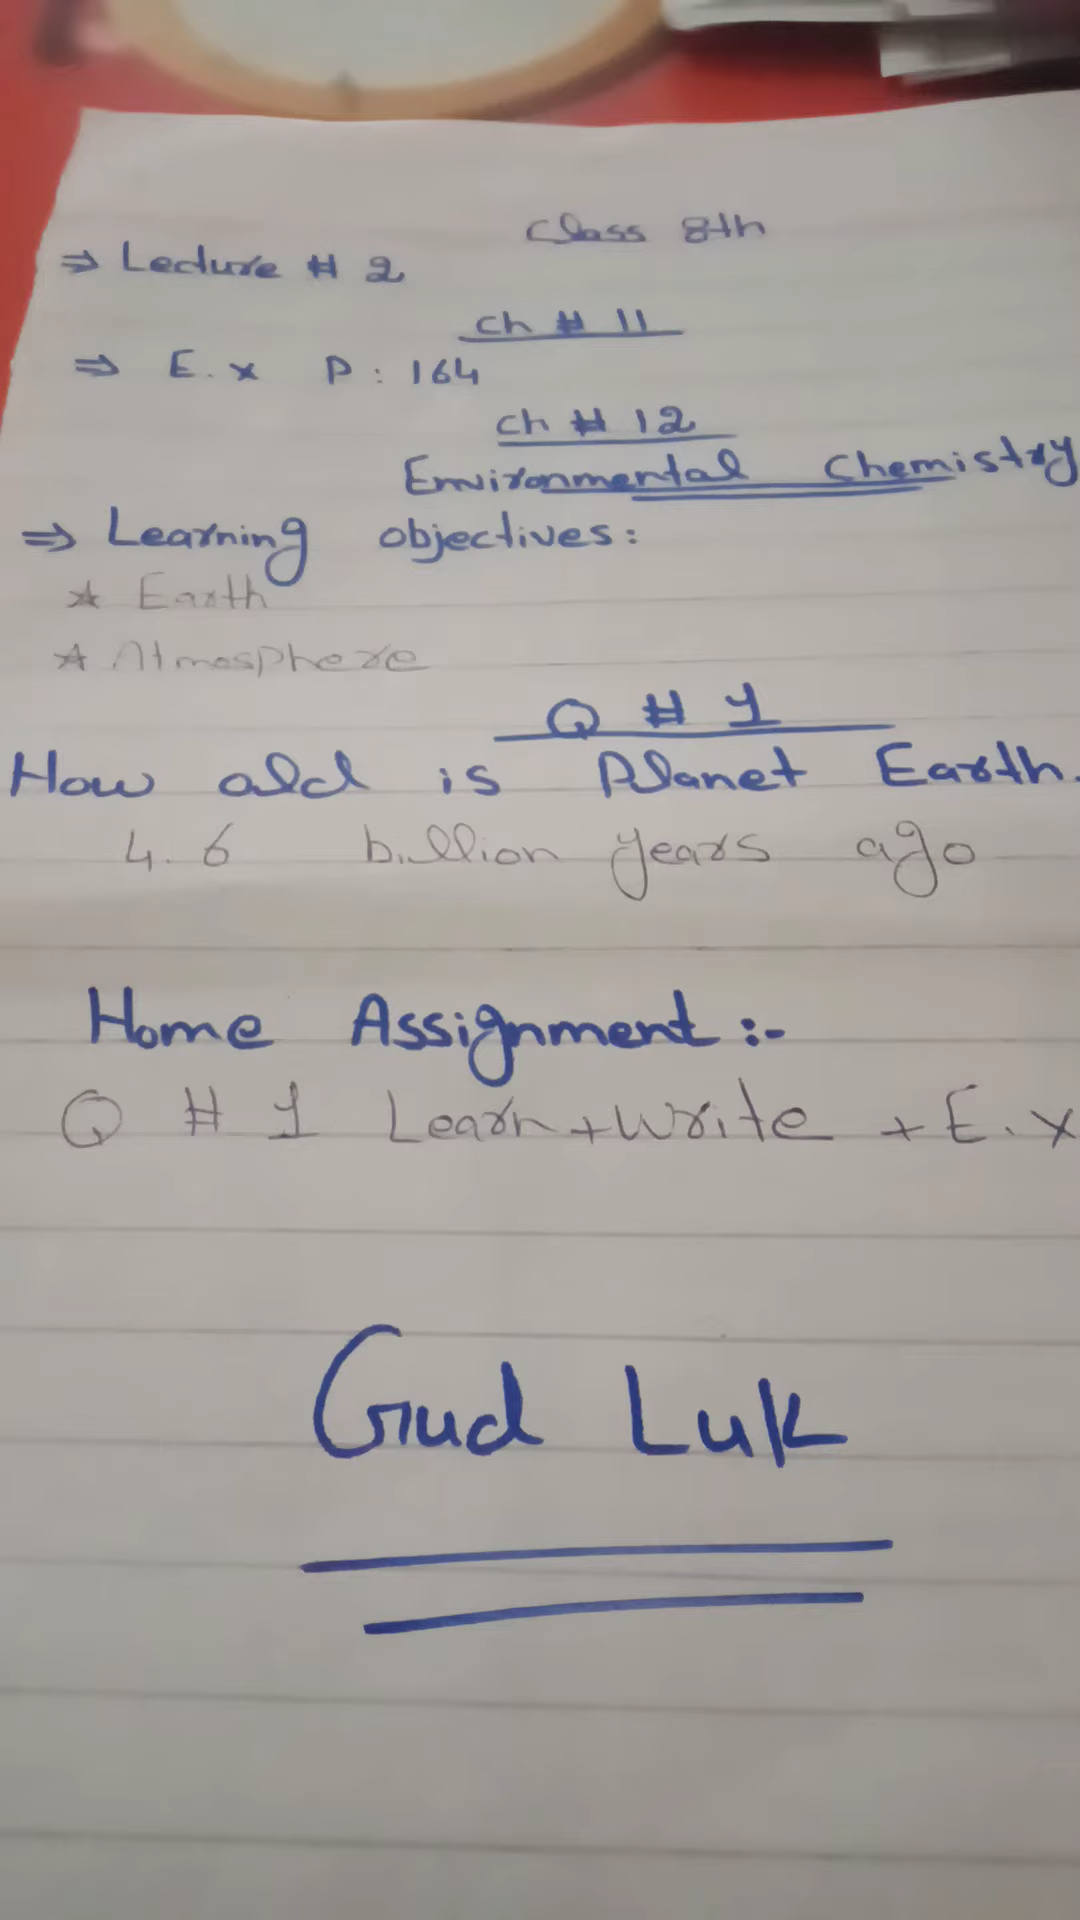 Class 8th
⇒ Lecture # 2
Ch # 11
⇒ E.x P: 164
Ch # 12
Environmental Chemistry
⇒ Learning objectives:
* Earth
* Atmosphere
Q # 1
How old is Planet Earth.
4.6 billion years ago
Home Assignment :-
Q # 1 Learn+Write + E.x
Gud Luk